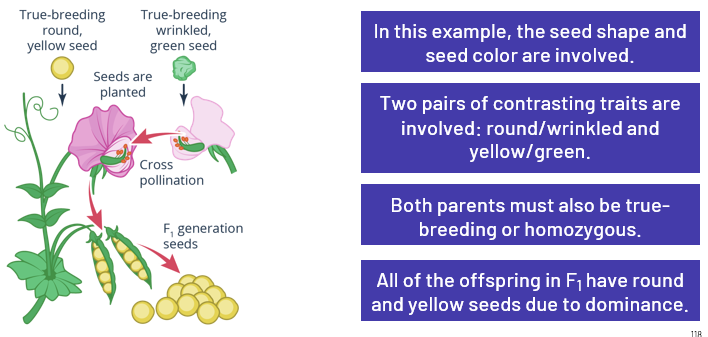 True-breeding
round,
yellow seed
True-breeding
wrinkled,
green seed
Seeds are
planted
Cross
pollination
F₁ generation
seeds
In this example, the seed shape and
seed color are involved.
Two pairs of contrasting traits are
involved: round/wrinkled and
yellow/green.
Both parents must also be true-
breeding or homozygous.
All of the offspring in F₁ have round
and yellow seeds due to dominance.
118